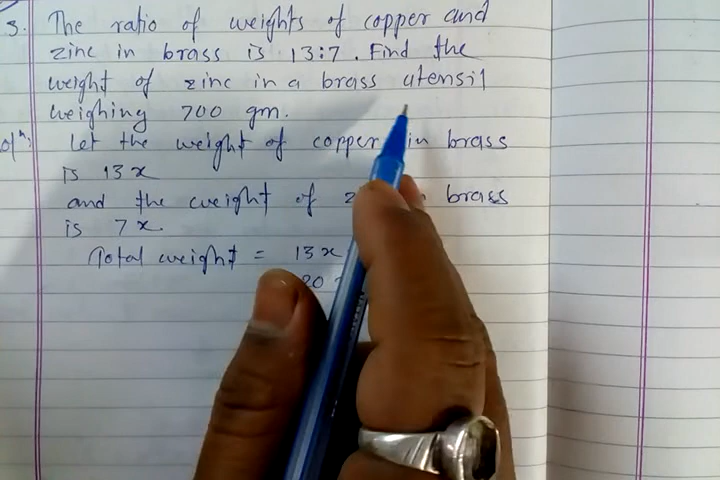 3. The ratio of weights of copper and
zinc in brass is 13:7. Find the
weight of zinc in a brass utensil
weighing 700 gm.
let the weight of copper in brass
is 13x
and the weight of brass
is 7x.
Total weight = 13x
20